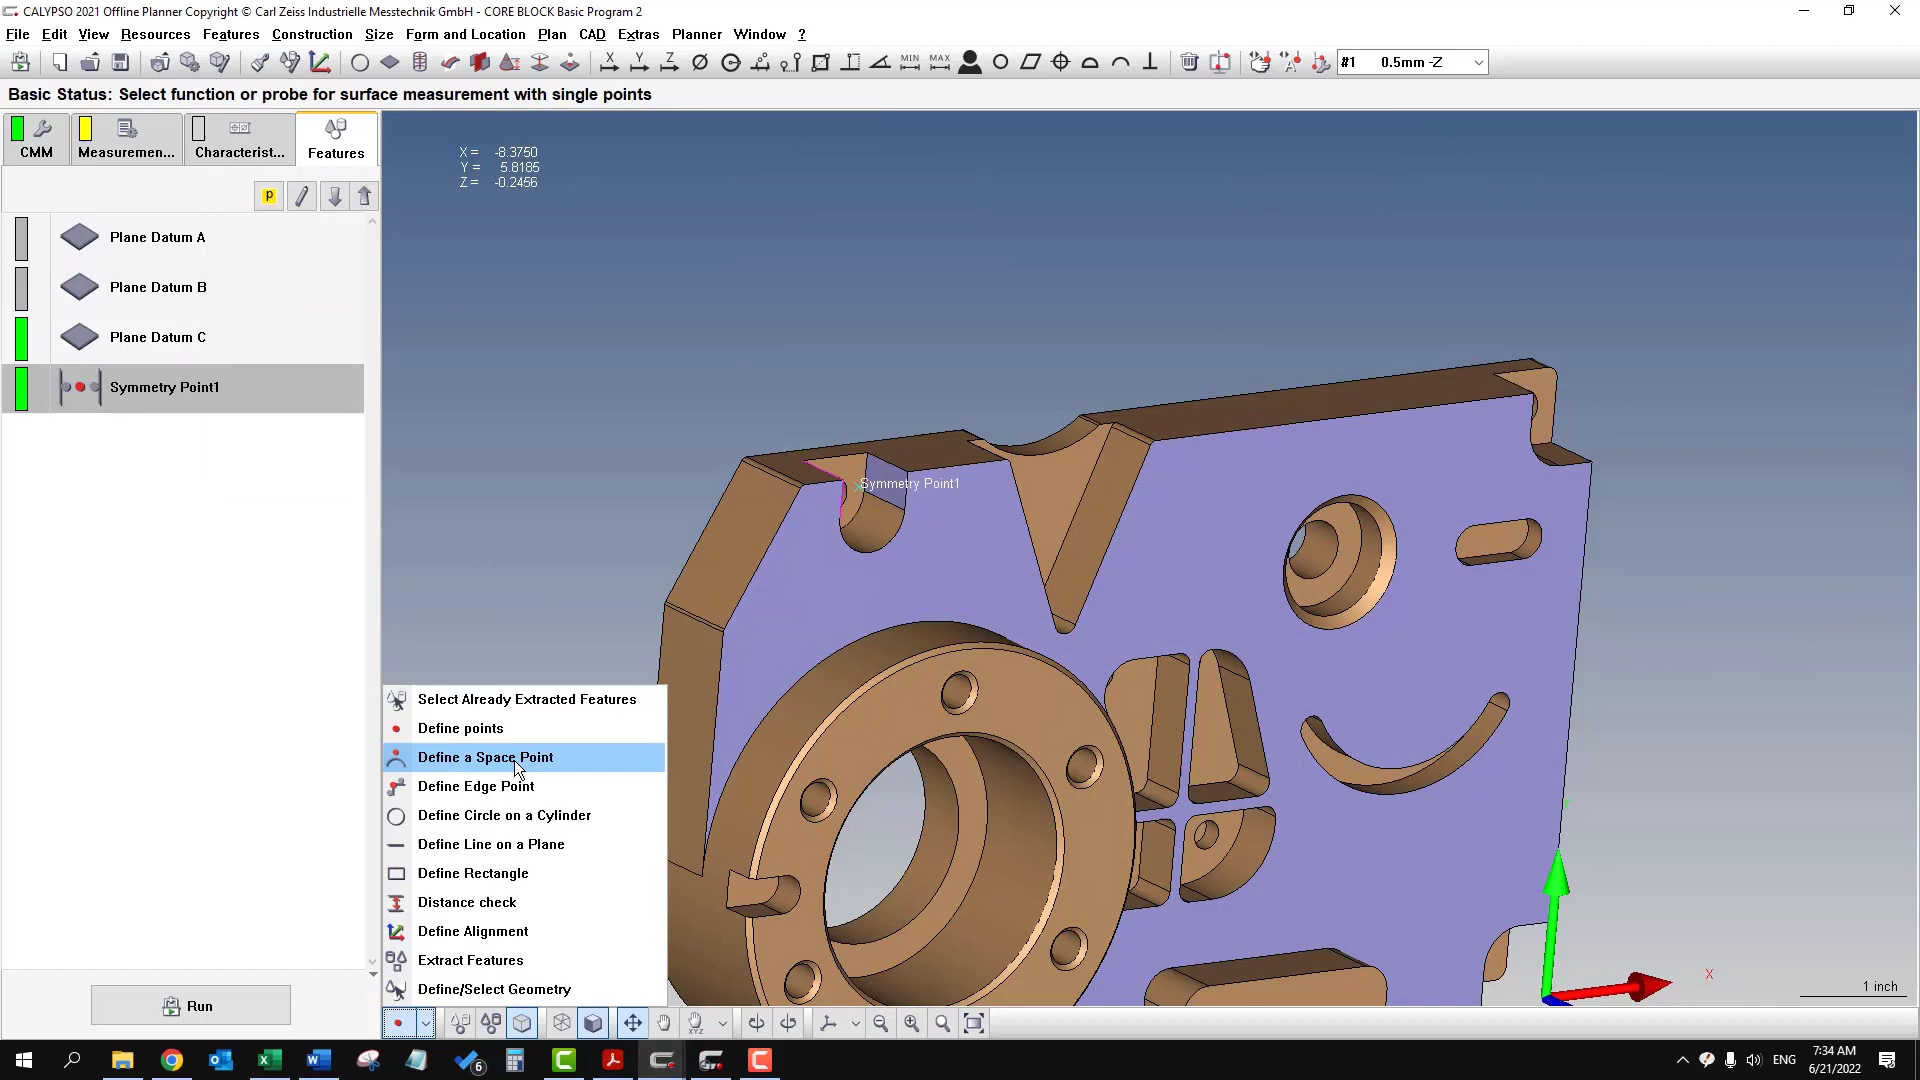 CALYPSO 2021 Offline Planner Copyright © Carl Zeiss Industrielle Messtechnik GmbH - CORE BLOCK Basic Program 2
File Edit View Resources Features Construction Size Form and Location Plan CAD Extras Planner Window ?
X Y Z MIN MAX #1 0.5mm -Z
Basic Status: Select function or probe for surface measurement with single points
CMM Measuremen... Characterist... Features
p
X = -8.3750
Y = 5.8185
Z = -0.2456
Plane Datum A
Plane Datum B
Plane Datum C
Symmetry Point1
Symmetry Point1
Select Already Extracted Features
Define points
Define a Space Point
Define Edge Point
Define Circle on a Cylinder
Define Line on a Plane
Define Rectangle
Distance check
Define Alignment
Extract Features
Define/Select Geometry
Y
X
1 inch
Run
XYZ
6
ENG
7:34 AM
6/21/2022